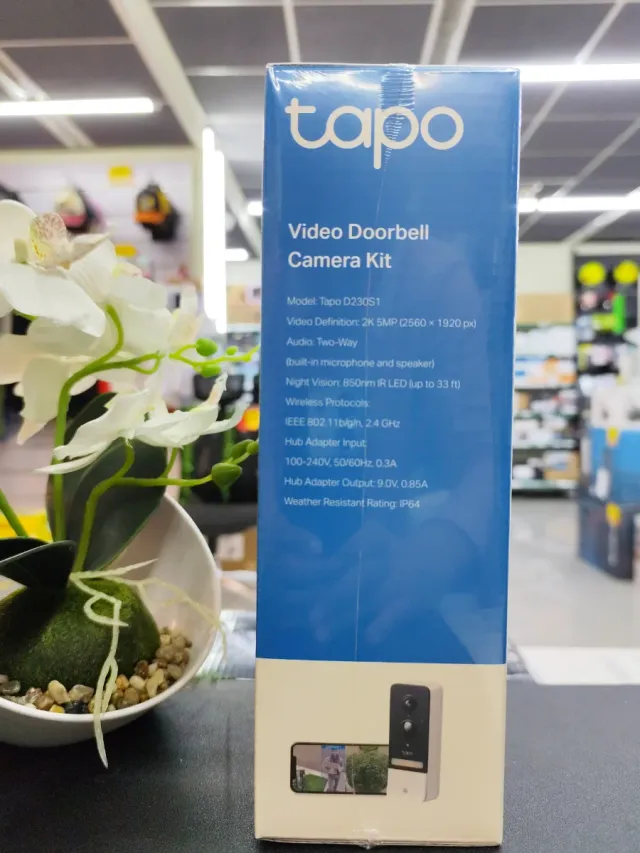 tapo
Video Doorbell
Camera Kit
Model: Tapo D230S1
Video Definition: 2K 5MP (2560 × 1920 px)
Audio: Two-Way
(built-in microphone and speaker)
Night Vision: 850nm IR LED (up to 33 ft)
Wireless Protocols:
IEEE 802.11b/g/n, 2.4 GHz
Hub Adapter Input:
100-240V, 50/60Hz, 0.3A
Hub Adapter Output: 9.0V, 0.85A
Weather Resistant Rating: IP64
tapo